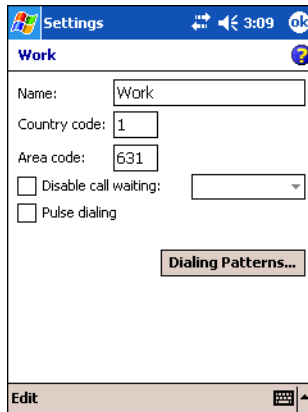 Settings 3:09 ok
Work ?
Name: Work
Country code: 1
Area code: 631
Disable call waiting:
Pulse dialing
Dialing Patterns...
Edit